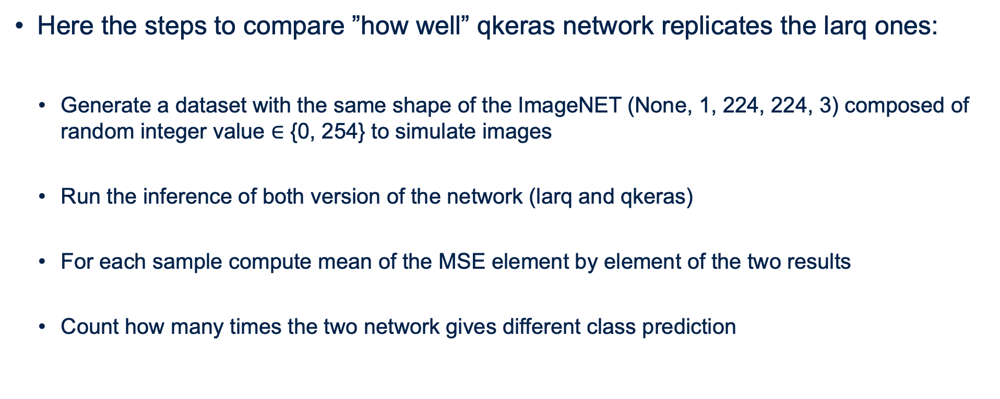 • Here the steps to compare ”how well” qkeras network replicates the larq ones:
• Generate a dataset with the same shape of the ImageNET (None, 1, 224, 224, 3) composed of
random integer value ∈ {0, 254} to simulate images
• Run the inference of both version of the network (larq and qkeras)
• For each sample compute mean of the MSE element by element of the two results
• Count how many times the two network gives different class prediction